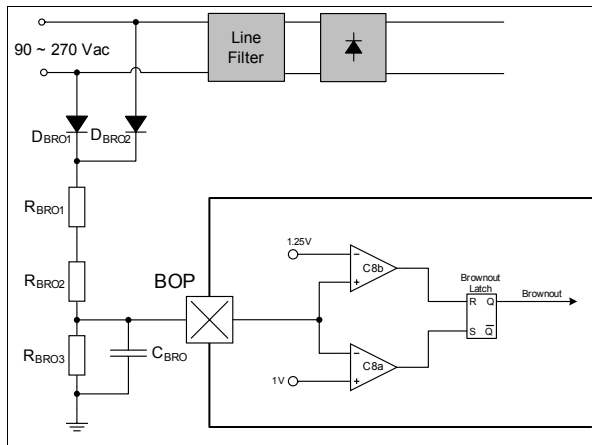 90 ~ 270 Vac
Line
Filter
DBRO1
DBRO2
RBRO1
RBRO2
BOP
RBRO3
CBRO
1.25V
C8b
1V
C8a
Brownout
Latch
R Q
S Q̅
Brownout
− +
− +